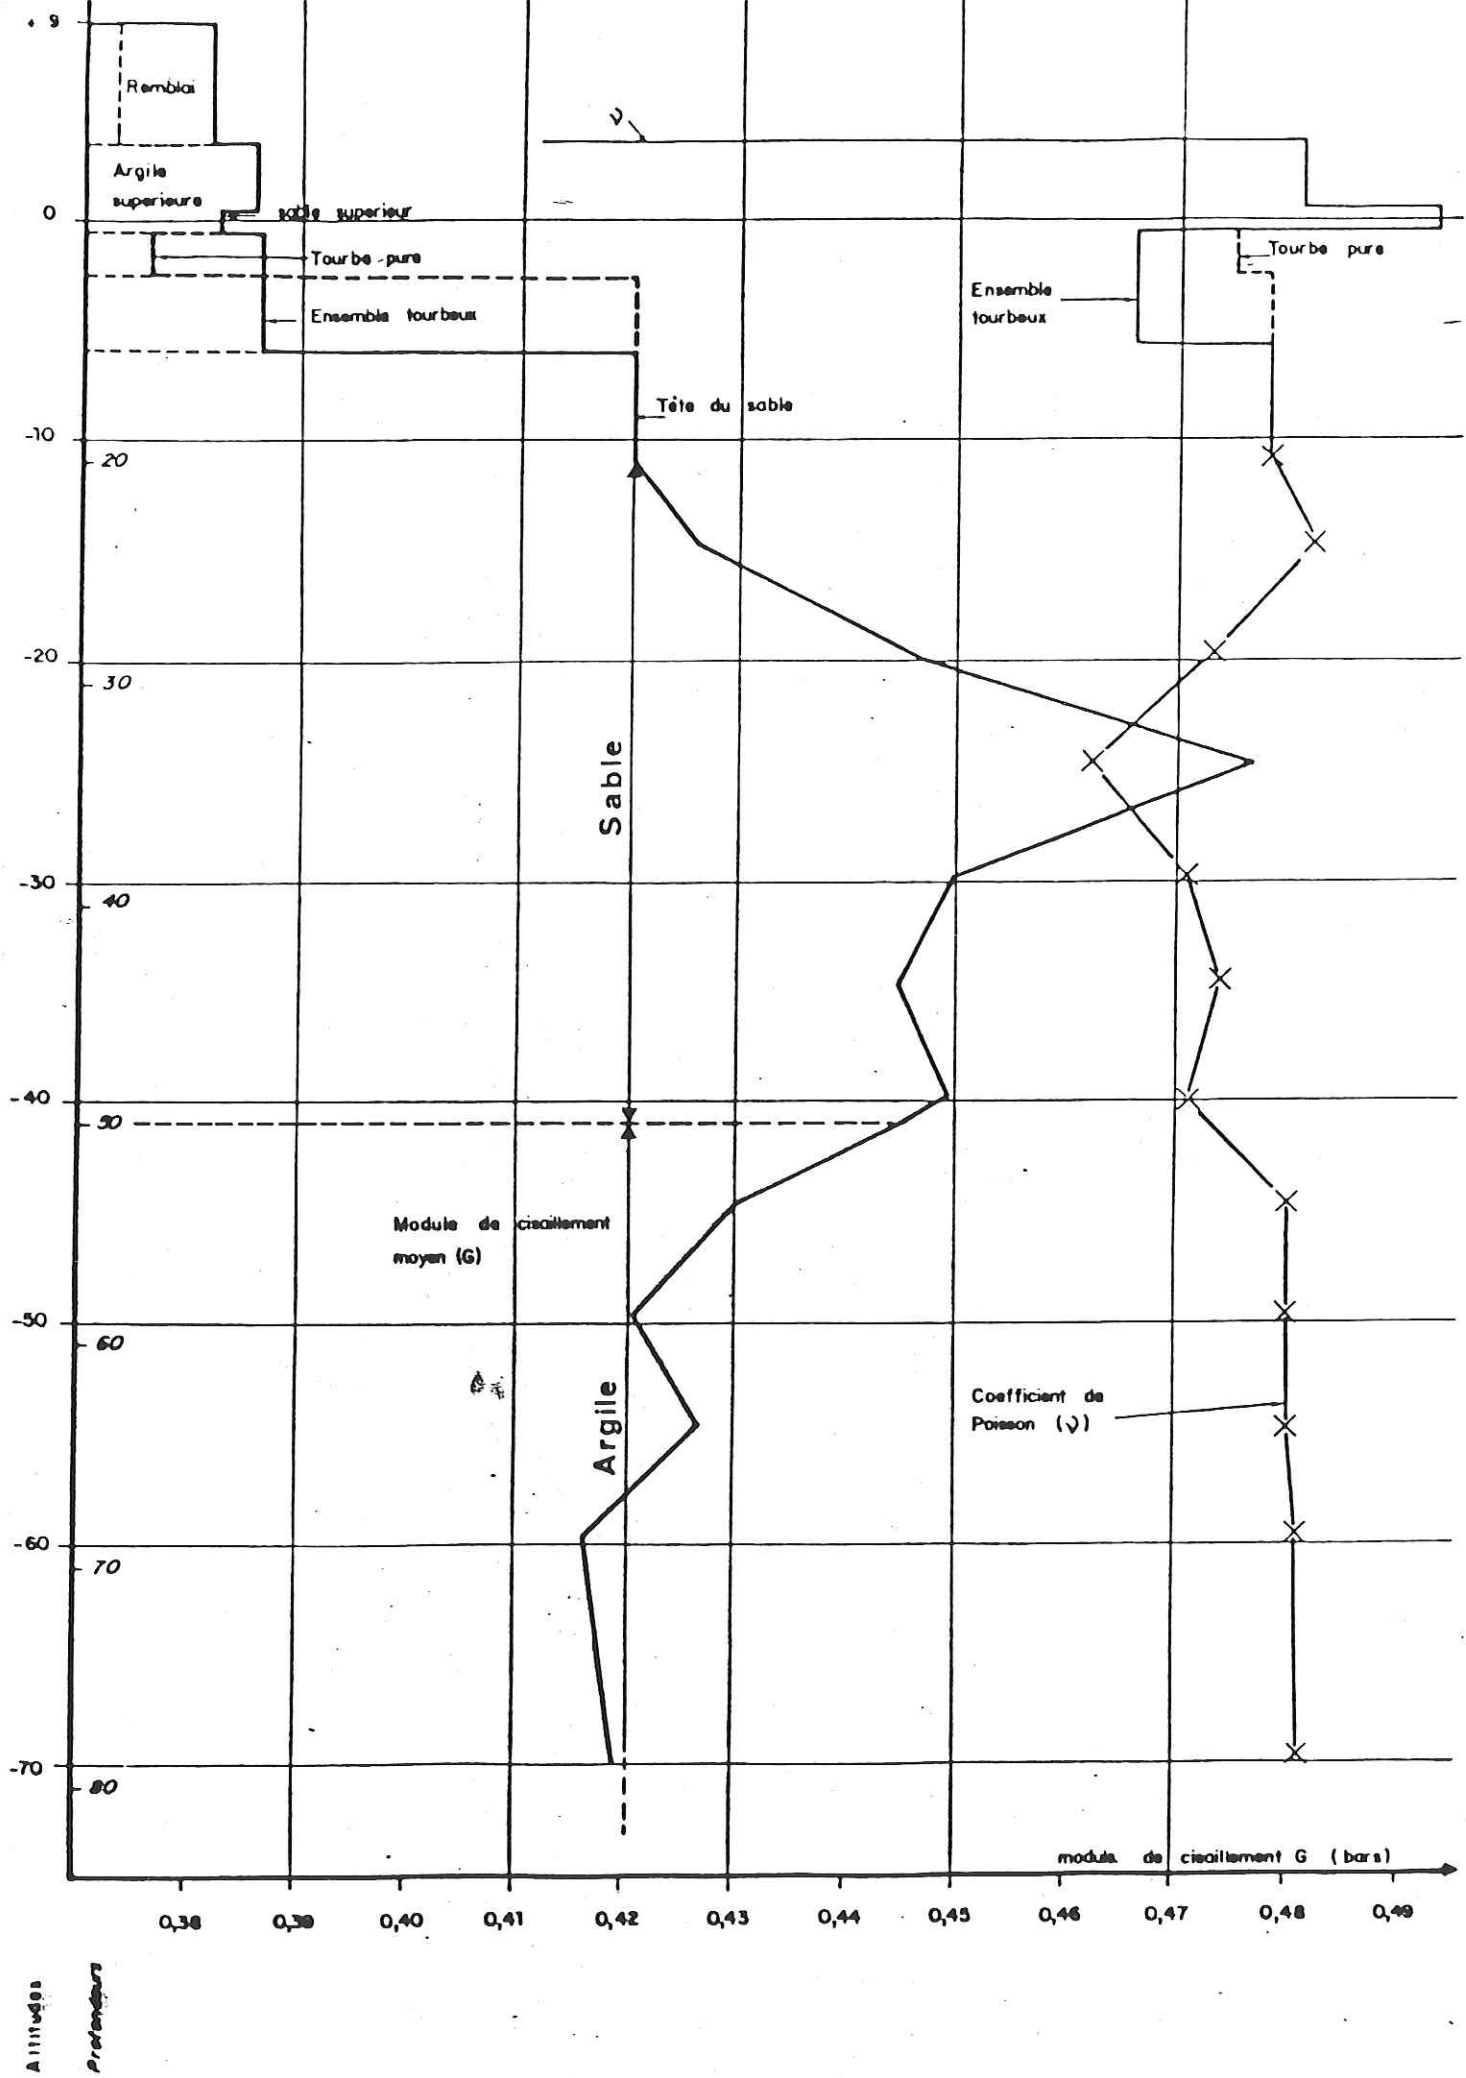 + 9
Remblai
ν
Argile
superieure
0
sable superieur
Tourbe pure
Tourbe - pure
Ensemble
tourbeux
Ensemble tourbeux
Tête du sable
-10
20
-20
30
Sable
-30
40
-40
50
Module de cisaillement
moyen (G)
-50
60
Argile
Coefficient de
Poisson (ν)
-60
70
-70
80
module de cisaillement G (bars)
0,38 0,39 0,40 0,41 0,42 0,43 0,44 0,45 0,46 0,47 0,48 0,49
Altitudes
Profondeurs